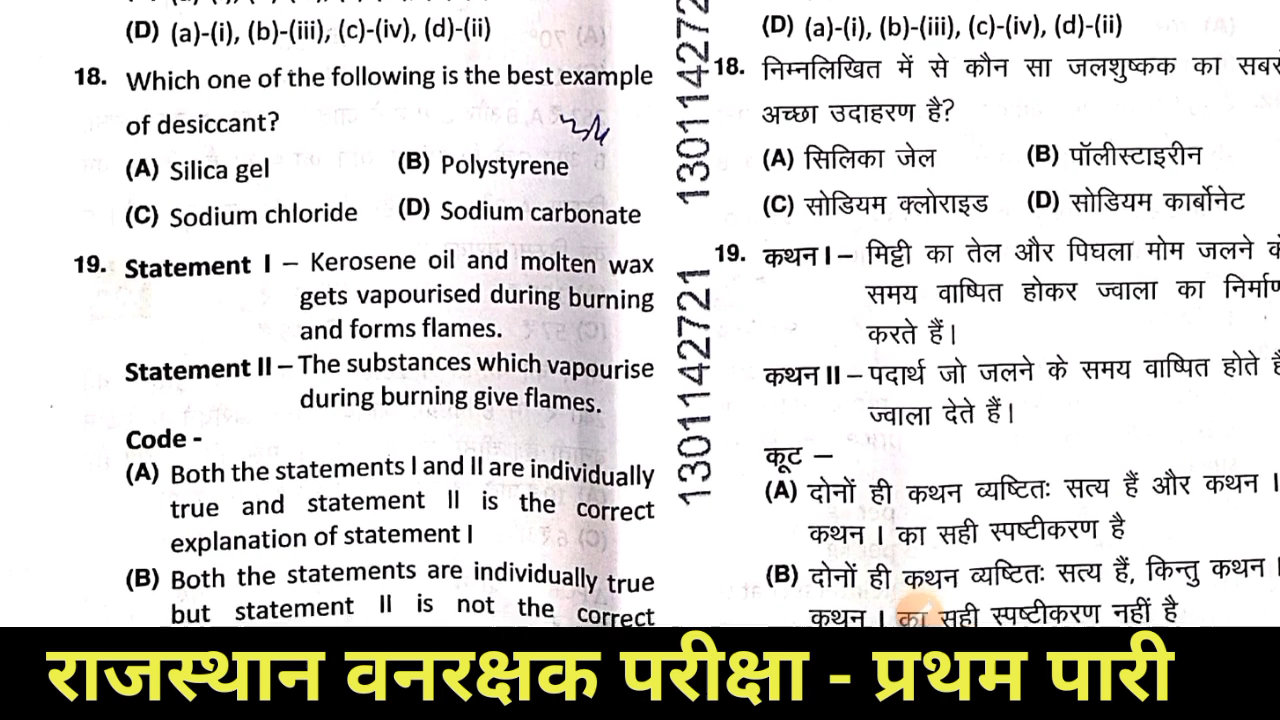 (D) (a)-(i), (b)-(iii), (c)-(iv), (d)-(ii)
18. Which one of the following is the best example
of desiccant?
(A) Silica gel (B) Polystyrene
(C) Sodium chloride (D) Sodium carbonate
19. Statement I – Kerosene oil and molten wax
gets vapourised during burning
and forms flames.
Statement II – The substances which vapourise
during burning give flames.
Code -
(A) Both the statements I and II are individually
true and statement II is the correct
explanation of statement I
(B) Both the statements are individually true
but statement II is not the correct
1301142721
1301142721
(D) (a)-(i), (b)-(iii), (c)-(iv), (d)-(ii)
18. निम्नलिखित में से कौन सा जलशुष्कक का सबसे
अच्छा उदाहरण है?
(A) सिलिका जेल (B) पॉलीस्टाइरीन
(C) सोडियम क्लोराइड (D) सोडियम कार्बोनेट
19. कथन I – मिट्टी का तेल और पिघला मोम जलने के
समय वाष्पित होकर ज्वाला का निर्माण
करते हैं।
कथन II – पदार्थ जो जलने के समय वाष्पित होते हैं
ज्वाला देते हैं।
कूट –
(A) दोनों ही कथन व्यष्टितः सत्य हैं और कथन I
कथन I का सही स्पष्टीकरण है
(B) दोनों ही कथन व्यष्टितः सत्य हैं, किन्तु कथन I
कथन I का सही स्पष्टीकरण नहीं है
राजस्थान वनरक्षक परीक्षा - प्रथम पारी